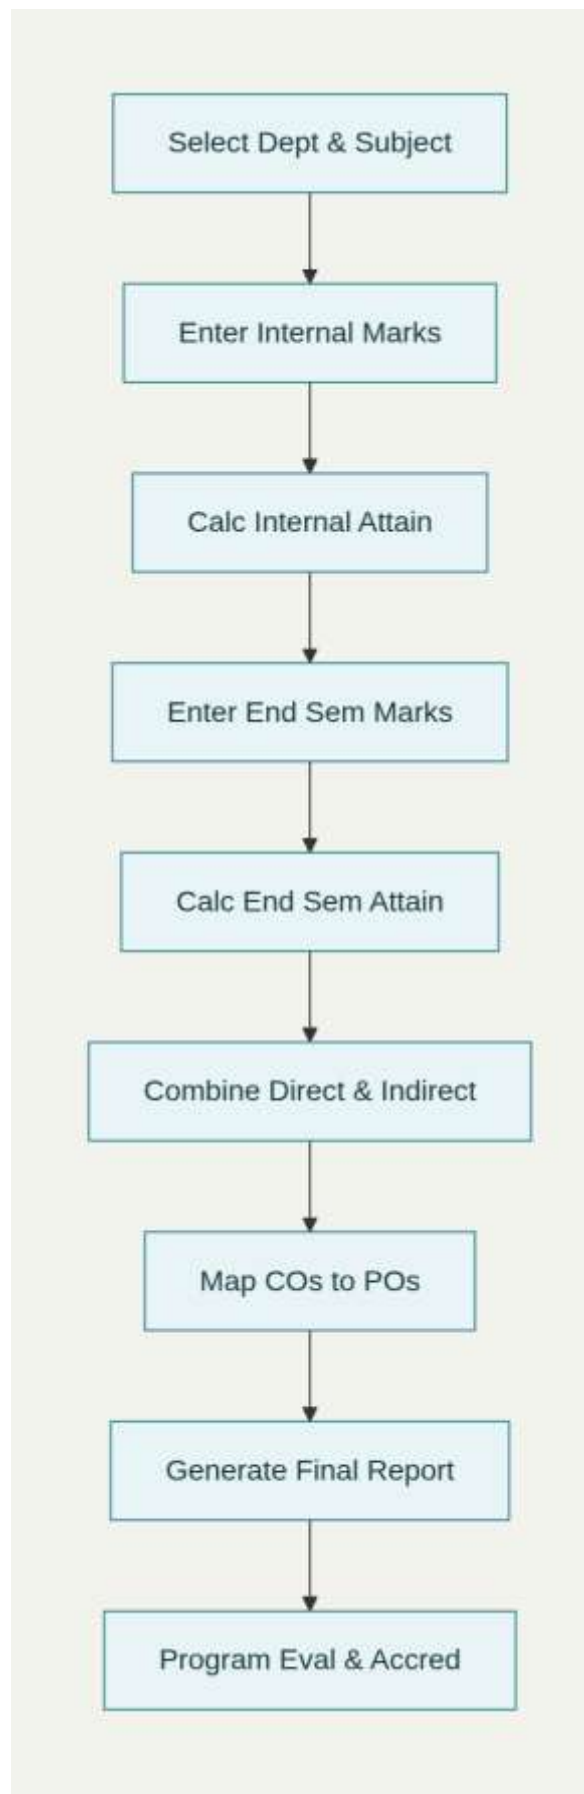 Select Dept & Subject
Enter Internal Marks
Calc Internal Attain
Enter End Sem Marks
Calc End Sem Attain
Combine Direct & Indirect
Map COs to POs
Generate Final Report
Program Eval & Accred